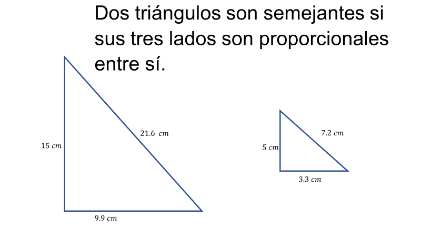 Dos triángulos son semejantes si
sus tres lados son proporcionales
entre sí.
15 cm
21.6 cm
9.9 cm
5 cm
7.2 cm
3.3 cm